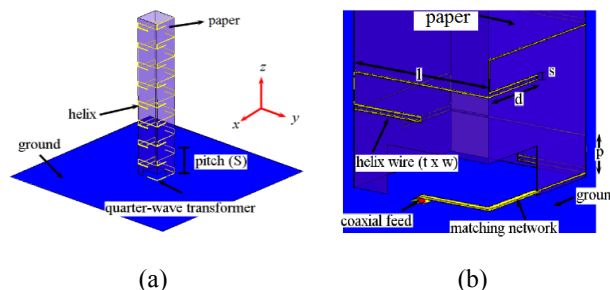 paper
z
x
y
helix
ground
pitch (S)
quarter-wave transformer
(a)
paper
l
s
d
helix wire (t x w)
p
groun
coaxial feed
matching network
(b)